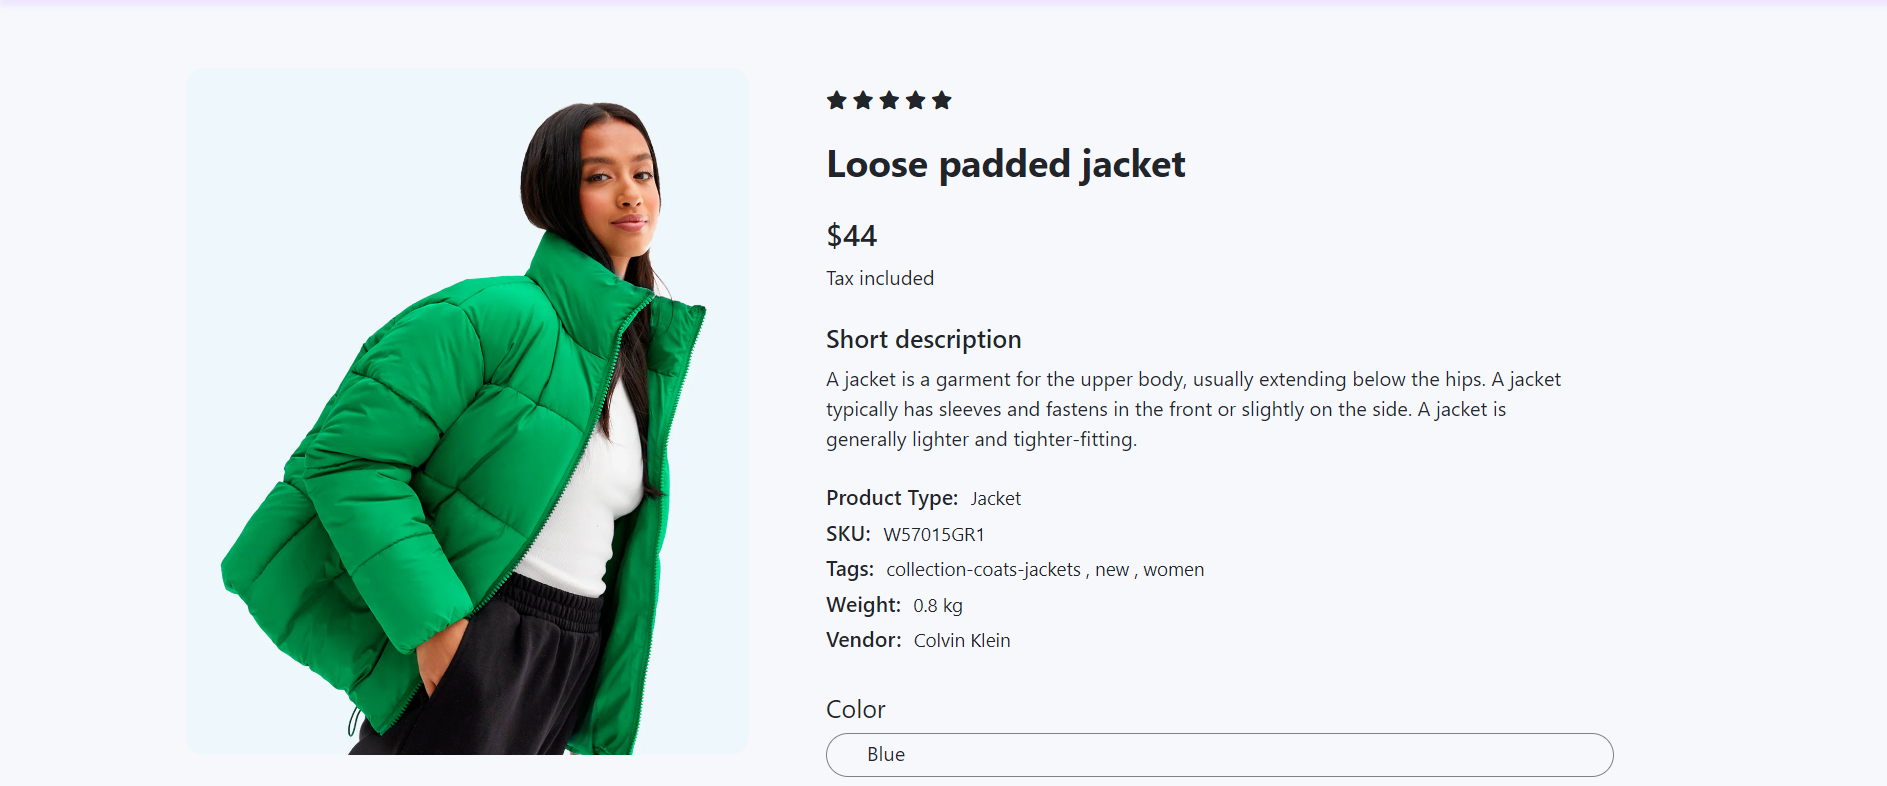 Loose padded jacket
$44
Tax included
Short description
A jacket is a garment for the upper body, usually extending below the hips. A jacket
typically has sleeves and fastens in the front or slightly on the side. A jacket is
generally lighter and tighter-fitting.
Product Type: Jacket
SKU: W57015GR1
Tags: collection-coats-jackets , new , women
Weight: 0.8 kg
Vendor: Colvin Klein
Color
Blue